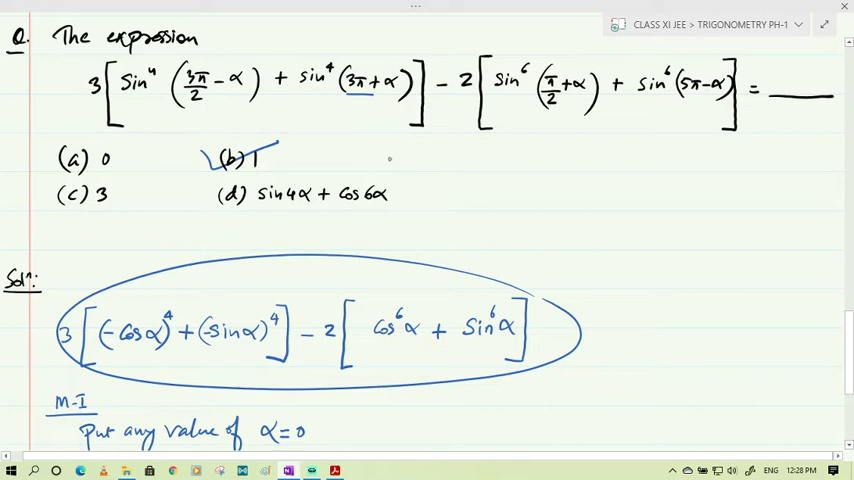 CLASS XI JEE > TRIGONOMETRY PH-1
Q. The expression
3[sin⁴(3π/2 - α) + sin⁴(3π + α)] - 2[sin⁶(π/2 + α) + sin⁶(5π - α)] = ____
(a) 0 (b) 1
(c) 3 (d) sin4α + cos6α
Solⁿ:
3[(-cosα)⁴ + (-sinα)⁴] - 2[cos⁶α + sin⁶α]
M-I
Put any value of α=0
ENG 12:28 PM